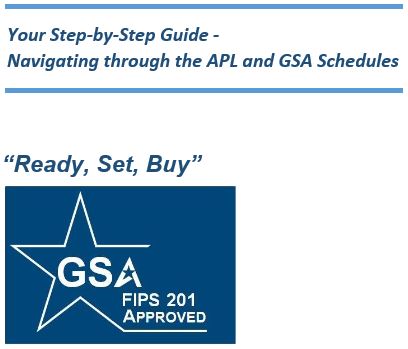 Your Step-by-Step Guide -
Navigating through the APL and GSA Schedules
“Ready, Set, Buy”
GSA
FIPS 201
APPROVED